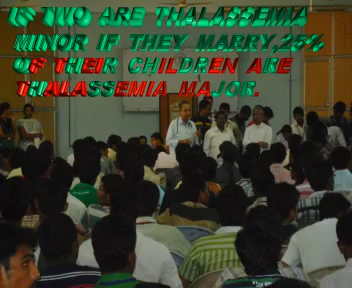 IF TWO ARE THALASSEMIA
MINOR IF THEY MARRY,25%
OF THEIR CHILDREN ARE
THALASSEMIA MAJOR.